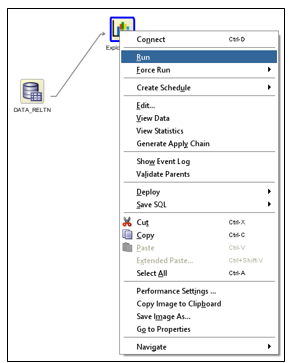 Connect Ctrl-D
Run
Force Run
Create Schedule
Edit...
View Data
View Statistics
Generate Apply Chain
Show Event Log
Validate Parents
Deploy
Save SQL
Cut Ctrl-X
Copy Ctrl-C
Paste Ctrl-V
Extended Paste... Ctrl+Shift-V
Select All Ctrl-A
Performance Settings ...
Copy Image to Clipboard
Save Image As...
Go to Properties
Navigate
Explo
DATA_RELTN